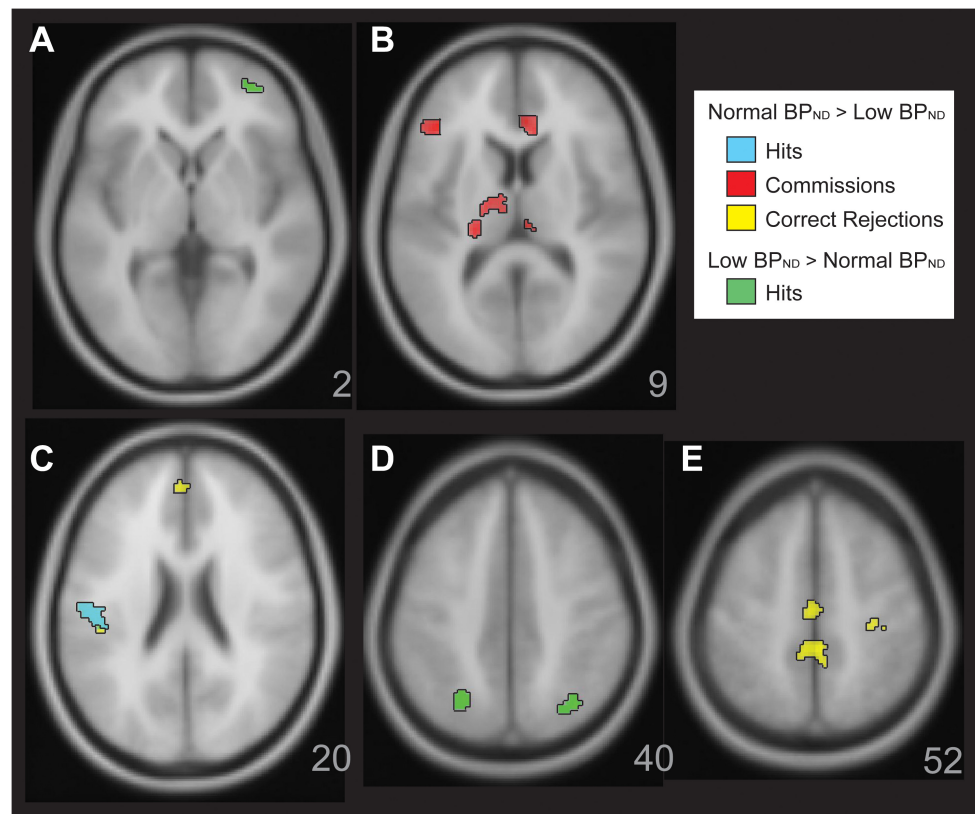 A
B
Normal BPND > Low BPND
Hits
Commissions
Correct Rejections
Low BPND > Normal BPND
Hits
2
9
C
D
E
20
40
52